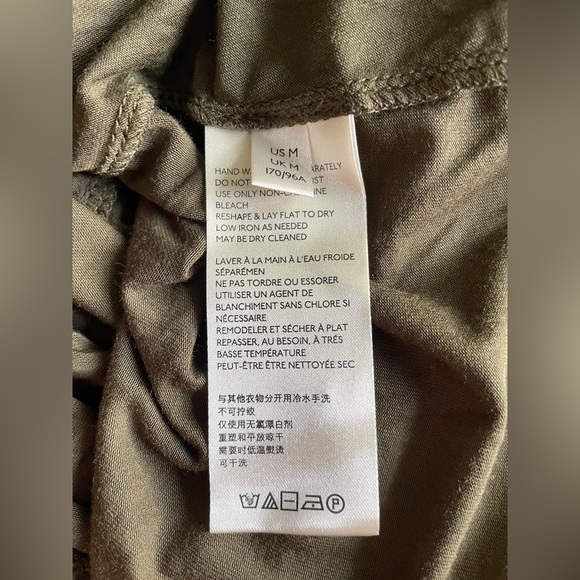 US M
UK M
170/96A
HAND W ARATELY
DO NOT IST
USE ONLY NON- INE
BLEACH
RESHAPE & LAY FLAT TO DRY
LOW IRON AS NEEDED
MAY BE DRY CLEANED
LAVER À LA MAIN À L'EAU FROIDE
SÉPARÉMEN
NE PAS TORDRE OU ESSORER
UTILISER UN AGENT DE
BLANCHIMENT SANS CHLORE SI
NÉCESSAIRE
REMODELER ET SÉCHER À PLAT
REPASSER, AU BESOIN, À TRÈS
BASSE TEMPÉRATURE
PEUT-ÊTRE ÊTRE NETTOYÉE SEC
与其他衣物分开用冷水手洗
不可拧绞
仅使用无氯漂白剂
重塑和平放晾干
需要时低温熨烫
可干洗
P